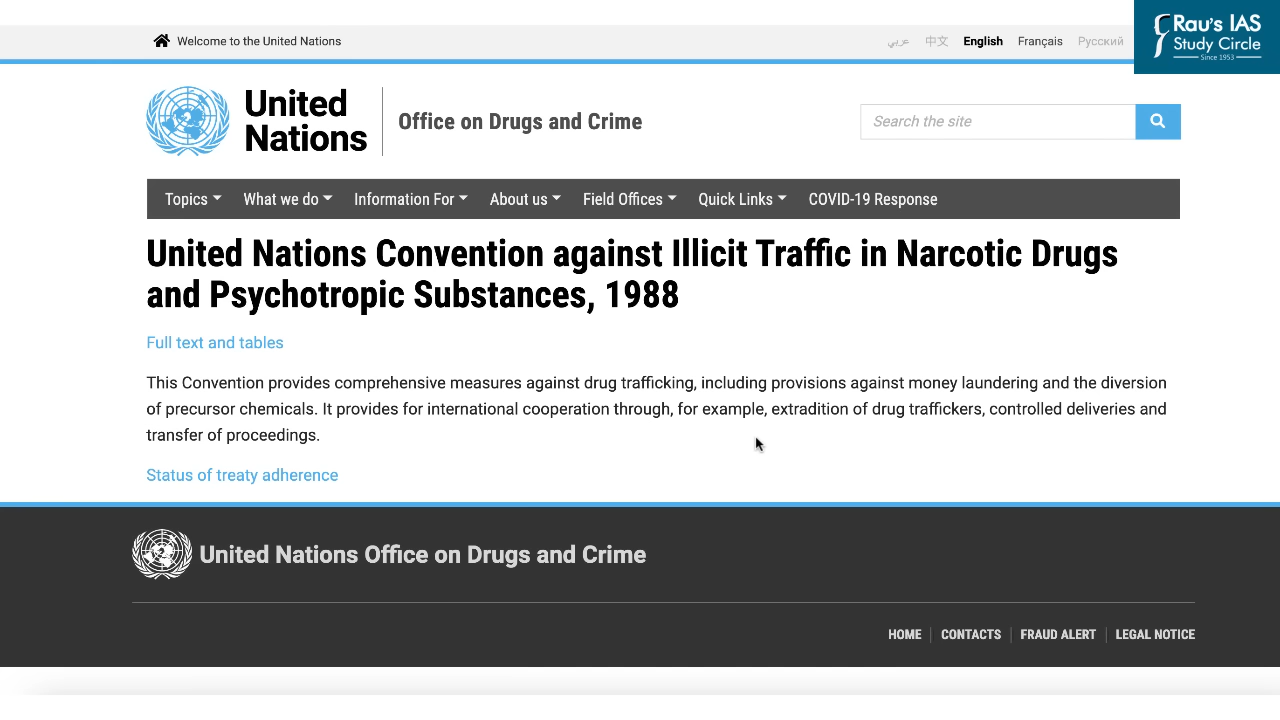 Welcome to the United Nations
عربي 中文 English Français Русский
Rau's IAS
Study Circle
Since 1953
United
Nations
Office on Drugs and Crime
Search the site
Topics What we do Information For About us Field Offices Quick Links COVID-19 Response
United Nations Convention against Illicit Traffic in Narcotic Drugs
and Psychotropic Substances, 1988
Full text and tables
This Convention provides comprehensive measures against drug trafficking, including provisions against money laundering and the diversion
of precursor chemicals. It provides for international cooperation through, for example, extradition of drug traffickers, controlled deliveries and
transfer of proceedings.
Status of treaty adherence
United Nations Office on Drugs and Crime
HOME CONTACTS FRAUD ALERT LEGAL NOTICE